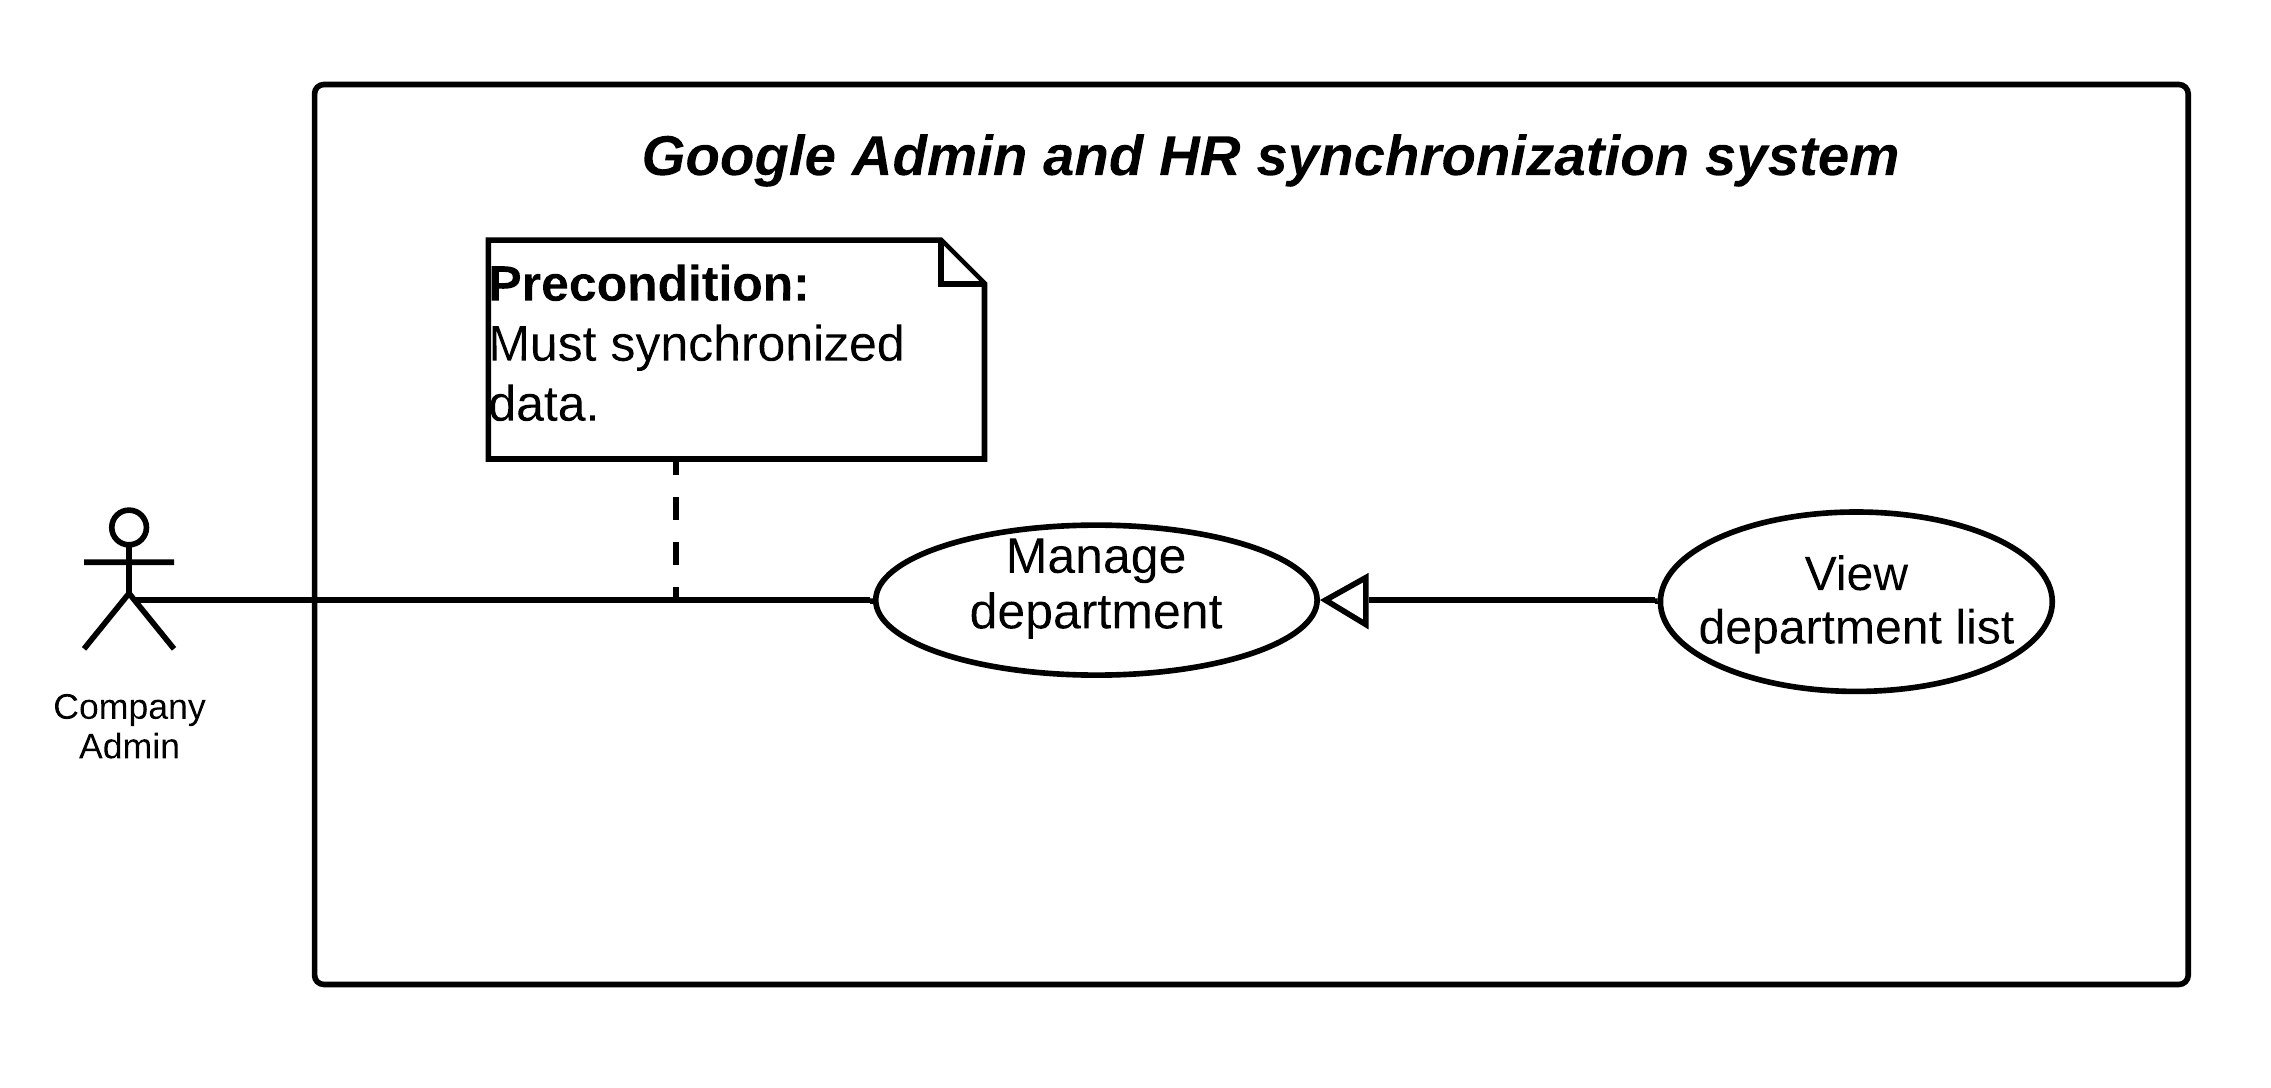 Google Admin and HR synchronization system
Precondition:
Must synchronized
data.
Manage
department
View
department list
Company
Admin